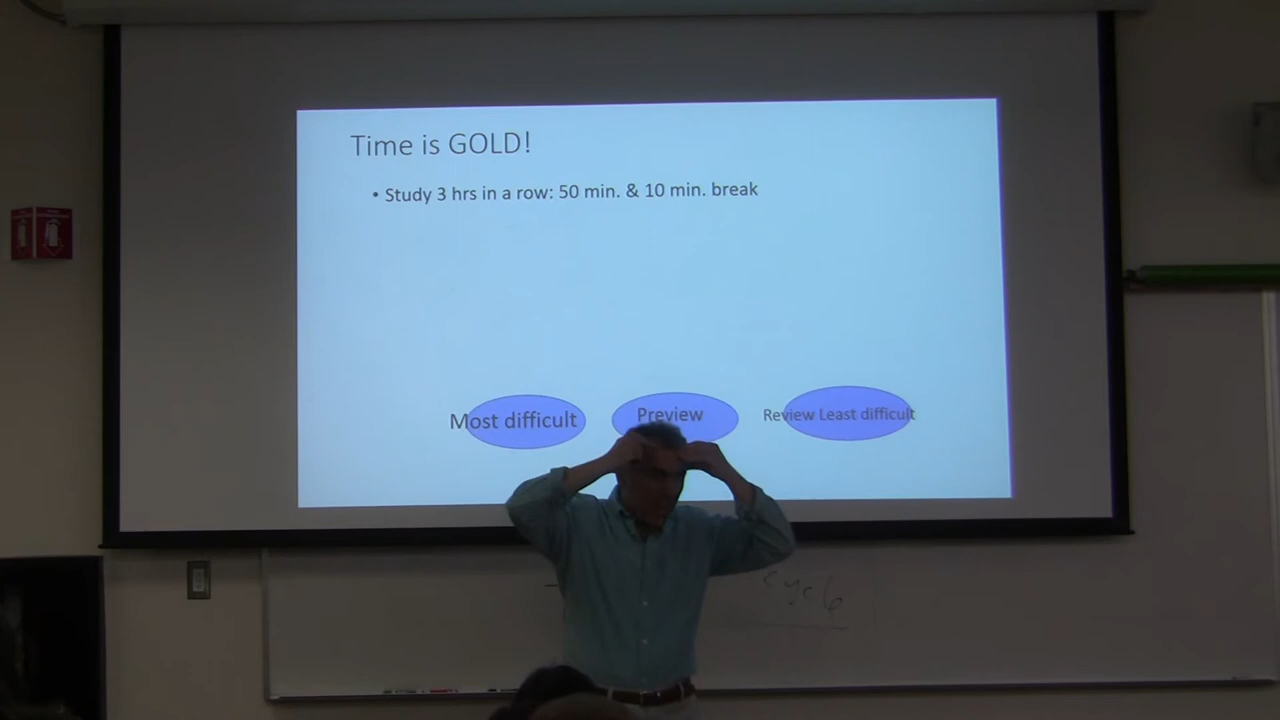 Time is GOLD!
• Study 3 hrs in a row: 50 min. & 10 min. break
Most difficult
Preview
Review Least difficult